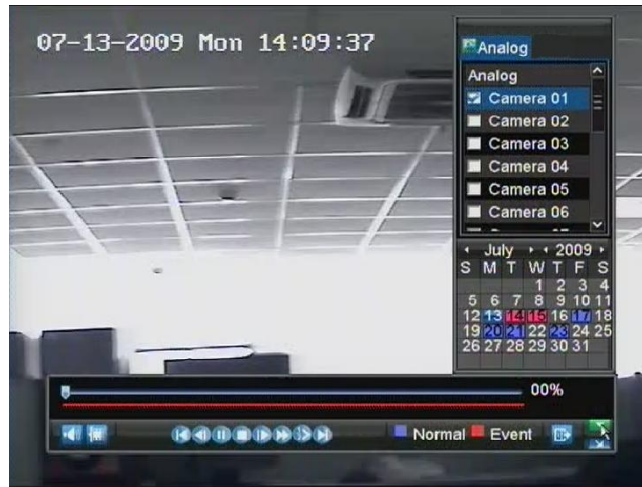 07-13-2009 Mon 14:09:37
Analog
Analog
Camera 01
Camera 02
Camera 03
Camera 04
Camera 05
Camera 06
July 2009
S M T W T F S
1 2 3 4
5 6 7 8 9 10 11
12 13 14 15 16 17 18
19 20 21 22 23 24 25
26 27 28 29 30 31
00%
Normal Event